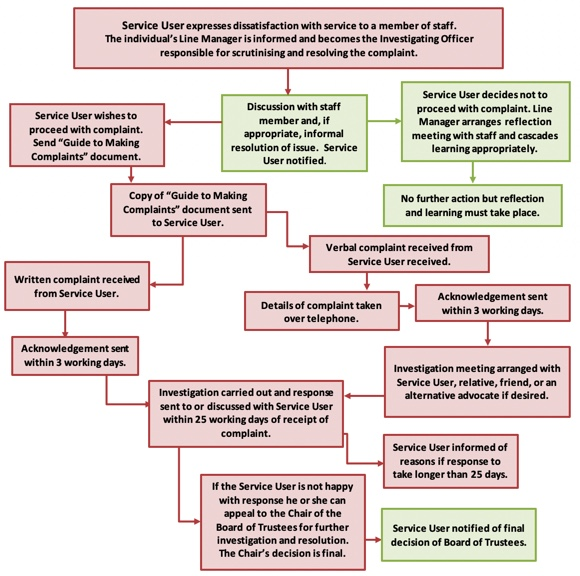 Service User expresses dissatisfaction with service to a member of staff.
The individual's Line Manager is informed and becomes the Investigating Officer
responsible for scrutinising and resolving the complaint.
Service User wishes to
proceed with complaint.
Send "Guide to Making
Complaints" document.
Discussion with staff
member and, if
appropriate, informal
resolution of issue.  Service
User notified.
Service User decides not to
proceed with complaint. Line
Manager arranges reflection
meeting with staff and cascades
learning appropriately.
No further action but reflection
and learning must take place.
Copy of "Guide to Making
Complaints" document sent
to Service User.
Verbal complaint received from
Service User received.
Written complaint received
from Service User.
Details of complaint taken
over telephone.
Acknowledgement sent
within 3 working days.
Acknowledgement sent
within 3 working days.
Investigation meeting arranged with
Service User, relative, friend, or an
alternative advocate if desired.
Investigation carried out and response
sent to or discussed with Service User
within 25 working days of receipt of
complaint.
Service User informed of
reasons if response to
take longer than 25 days.
If the Service User is not happy
with response he or she can
appeal to the Chair of the
Board of Trustees for further
investigation and resolution.
The Chair's decision is final.
Service User notified of final
decision of Board of Trustees.